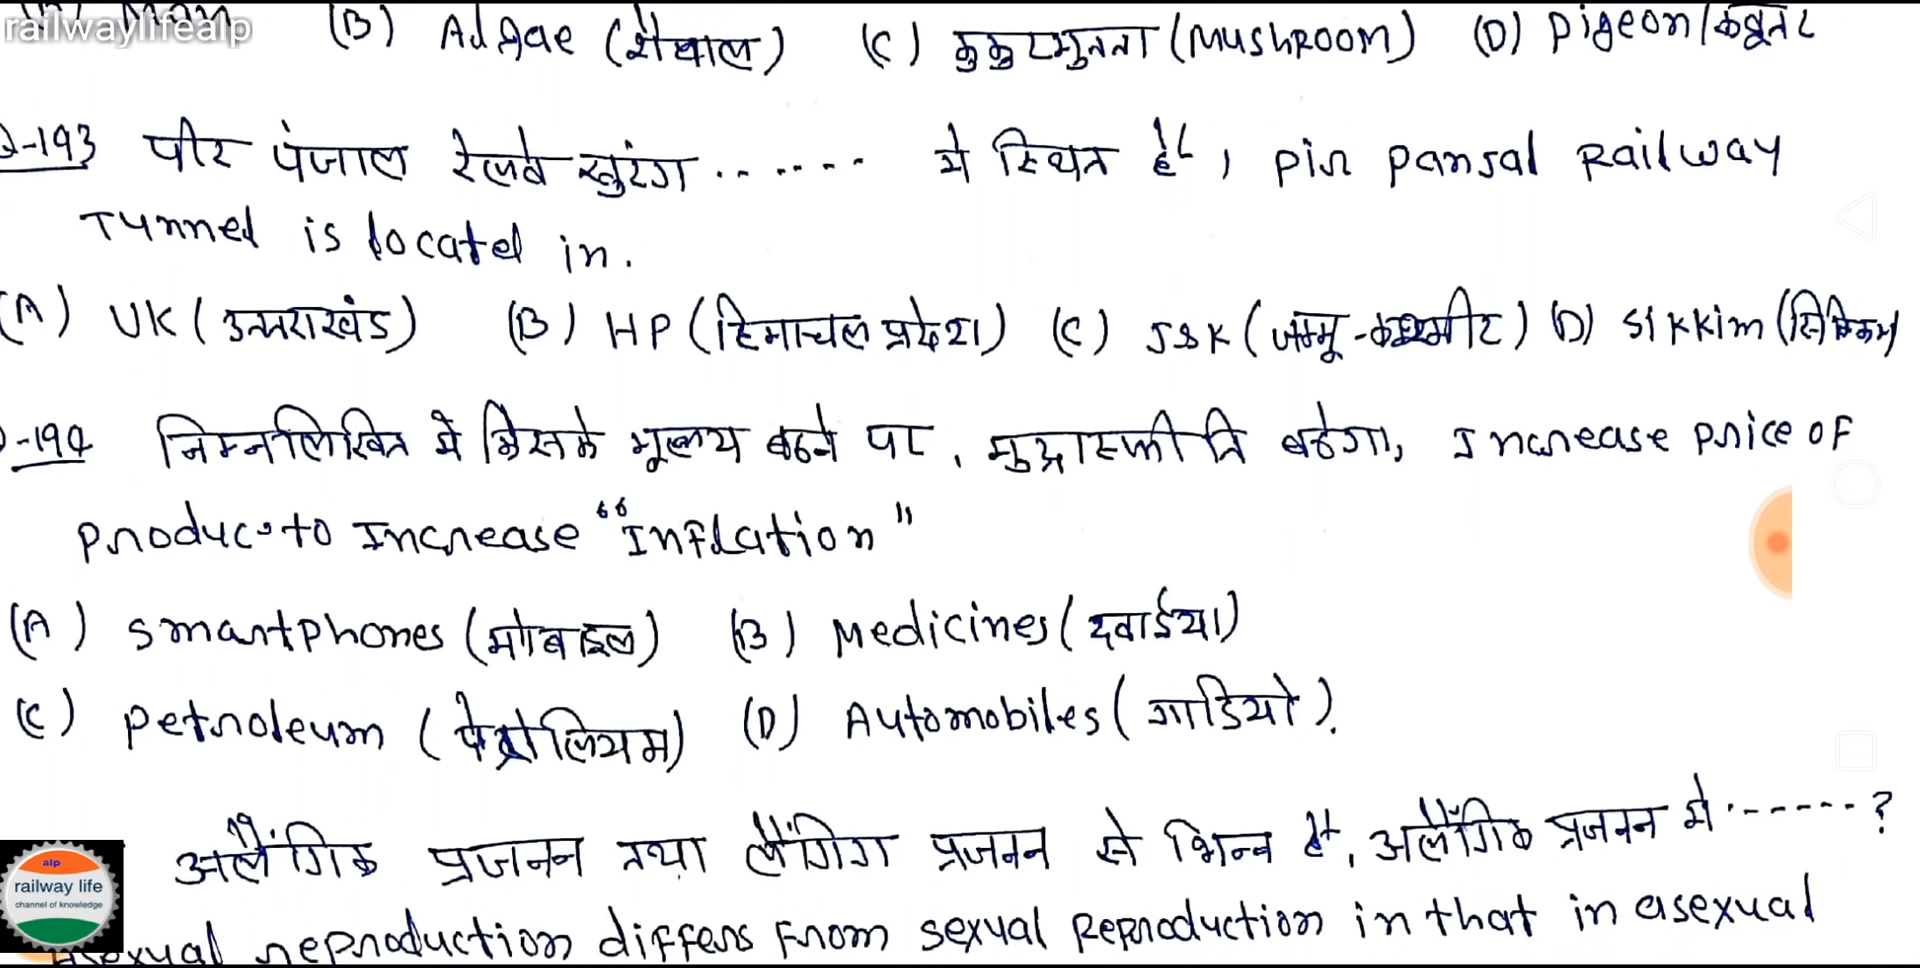 railwaylifealp
(B) Algae (शैवाल) (C) कुकुरमुत्ता (Mushroom) (D) Pigeon/कबूतर
Q-193 पीर पंजाल रेलवे सुरंग ........ मे स्थित है, Pir Panjal Railway
Tunnel is located in.
(A) UK (उत्तराखंड) (B) HP (हिमाचल प्रदेश) (C) J&K (जम्मू-कश्मीर) (D) Sikkim (सिक्किम)
-194 निम्नलिखित मे किसके मूल्य बढने पर, मुद्रास्फीति बढेगा, Increase price of
product to Increase "Inflation"
(A) Smartphones (मोबाइल) (B) Medicines (दवाईया)
(C) Petroleum (पेट्रोलियम) (D) Automobiles (गाडियो).
अलैंगिक प्रजनन तथा लैंगिग प्रजनन से भिन्न है, अलैंगिक प्रजनन मे .......?
Asexual reproduction differs from sexual Reproduction in that in asexual
alp
railway life
channel of knowledge